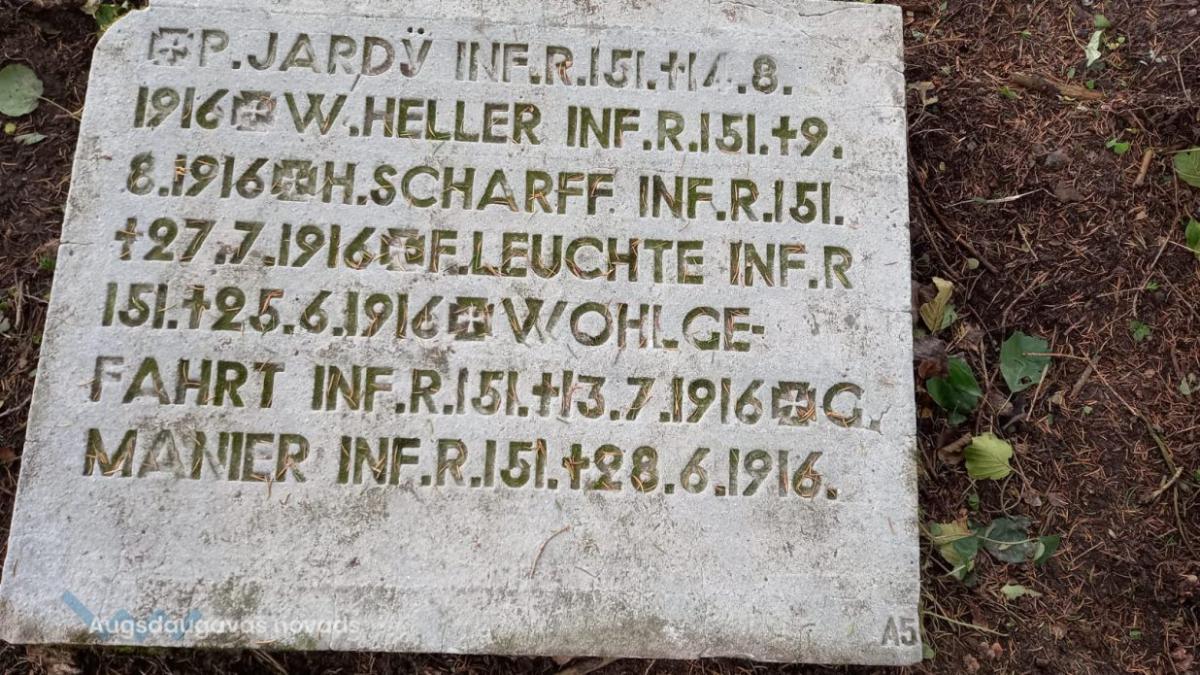 ✠P.JARDÿ INF.R.151.†14.8.
1916✠W.HELLER INF.R.151.†9.
8.1916✠H.SCHARFF INF.R.151.
†27.7.1916✠F.LEUCHTE INF.R
151.†25.6.1916✠WOHLGE-
FAHRT INF.R.151.†13.7.1916✠G.
MANIER INF.R.151.†28.6.1916.
Augšdaugavas novads
A5